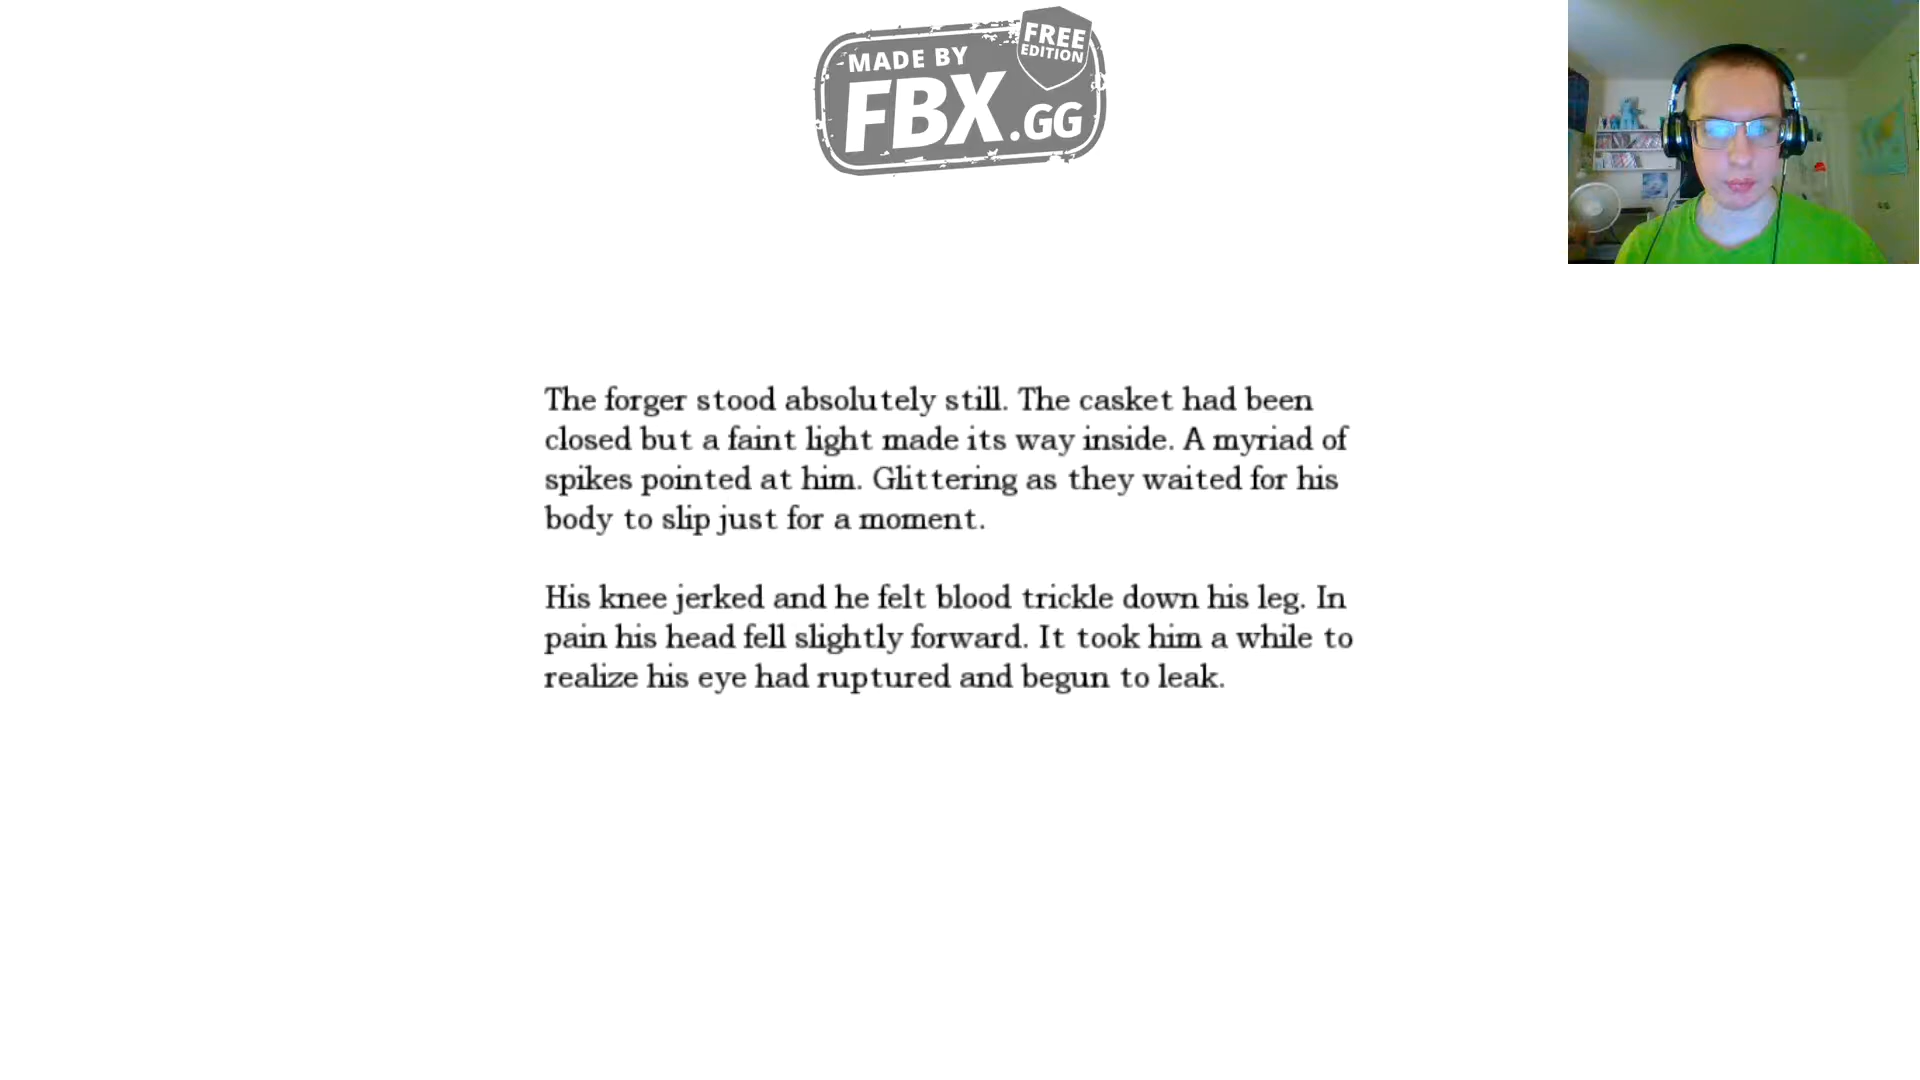 MADE BY
FREE
EDITION
FBX.GG
The forger stood absolutely still. The casket had been
closed but a faint light made its way inside. A myriad of
spikes pointed at him. Glittering as they waited for his
body to slip just for a moment.
His knee jerked and he felt blood trickle down his leg. In
pain his head fell slightly forward. It took him a while to
realize his eye had ruptured and begun to leak.